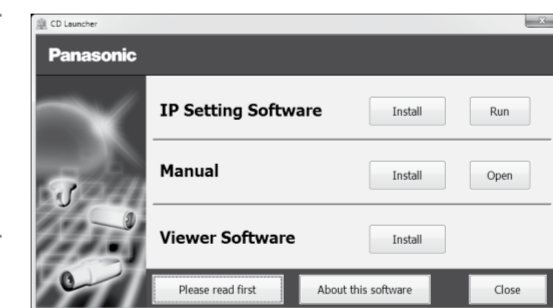 CD Launcher
Panasonic
IP Setting Software Install Run
Manual Install Open
Viewer Software Install
Please read first About this software Close